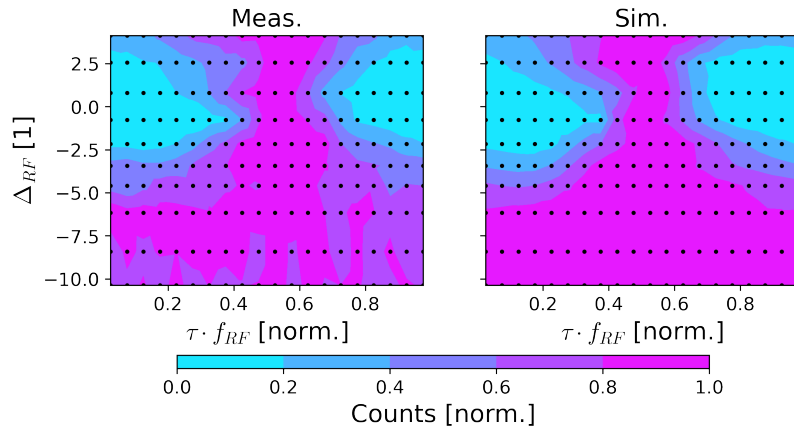 Meas.
Sim.
Δ_RF [1]
2.5
0.0
−2.5
−5.0
−7.5
−10.0
0.2 0.4 0.6 0.8
0.2 0.4 0.6 0.8
τ · f_RF [norm.]
τ · f_RF [norm.]
0.0 0.2 0.4 0.6 0.8 1.0
Counts [norm.]